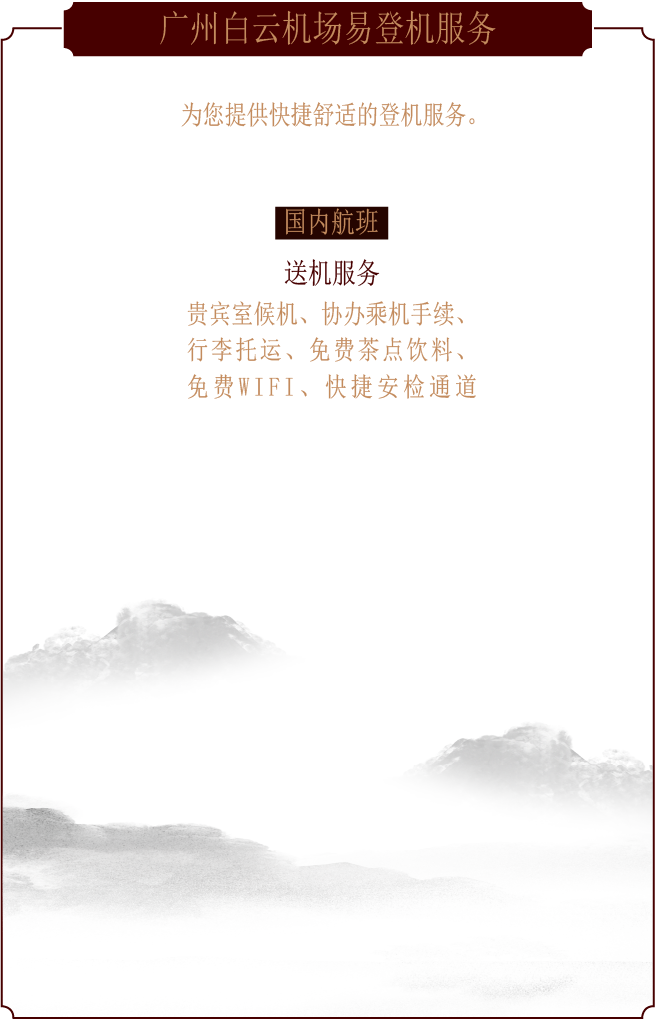 广州白云机场易登机服务
为您提供快捷舒适的登机服务。
国内航班
送机服务
贵宾室候机、协办乘机手续、
行李托运、免费茶点饮料、
免费WIFI、快捷安检通道